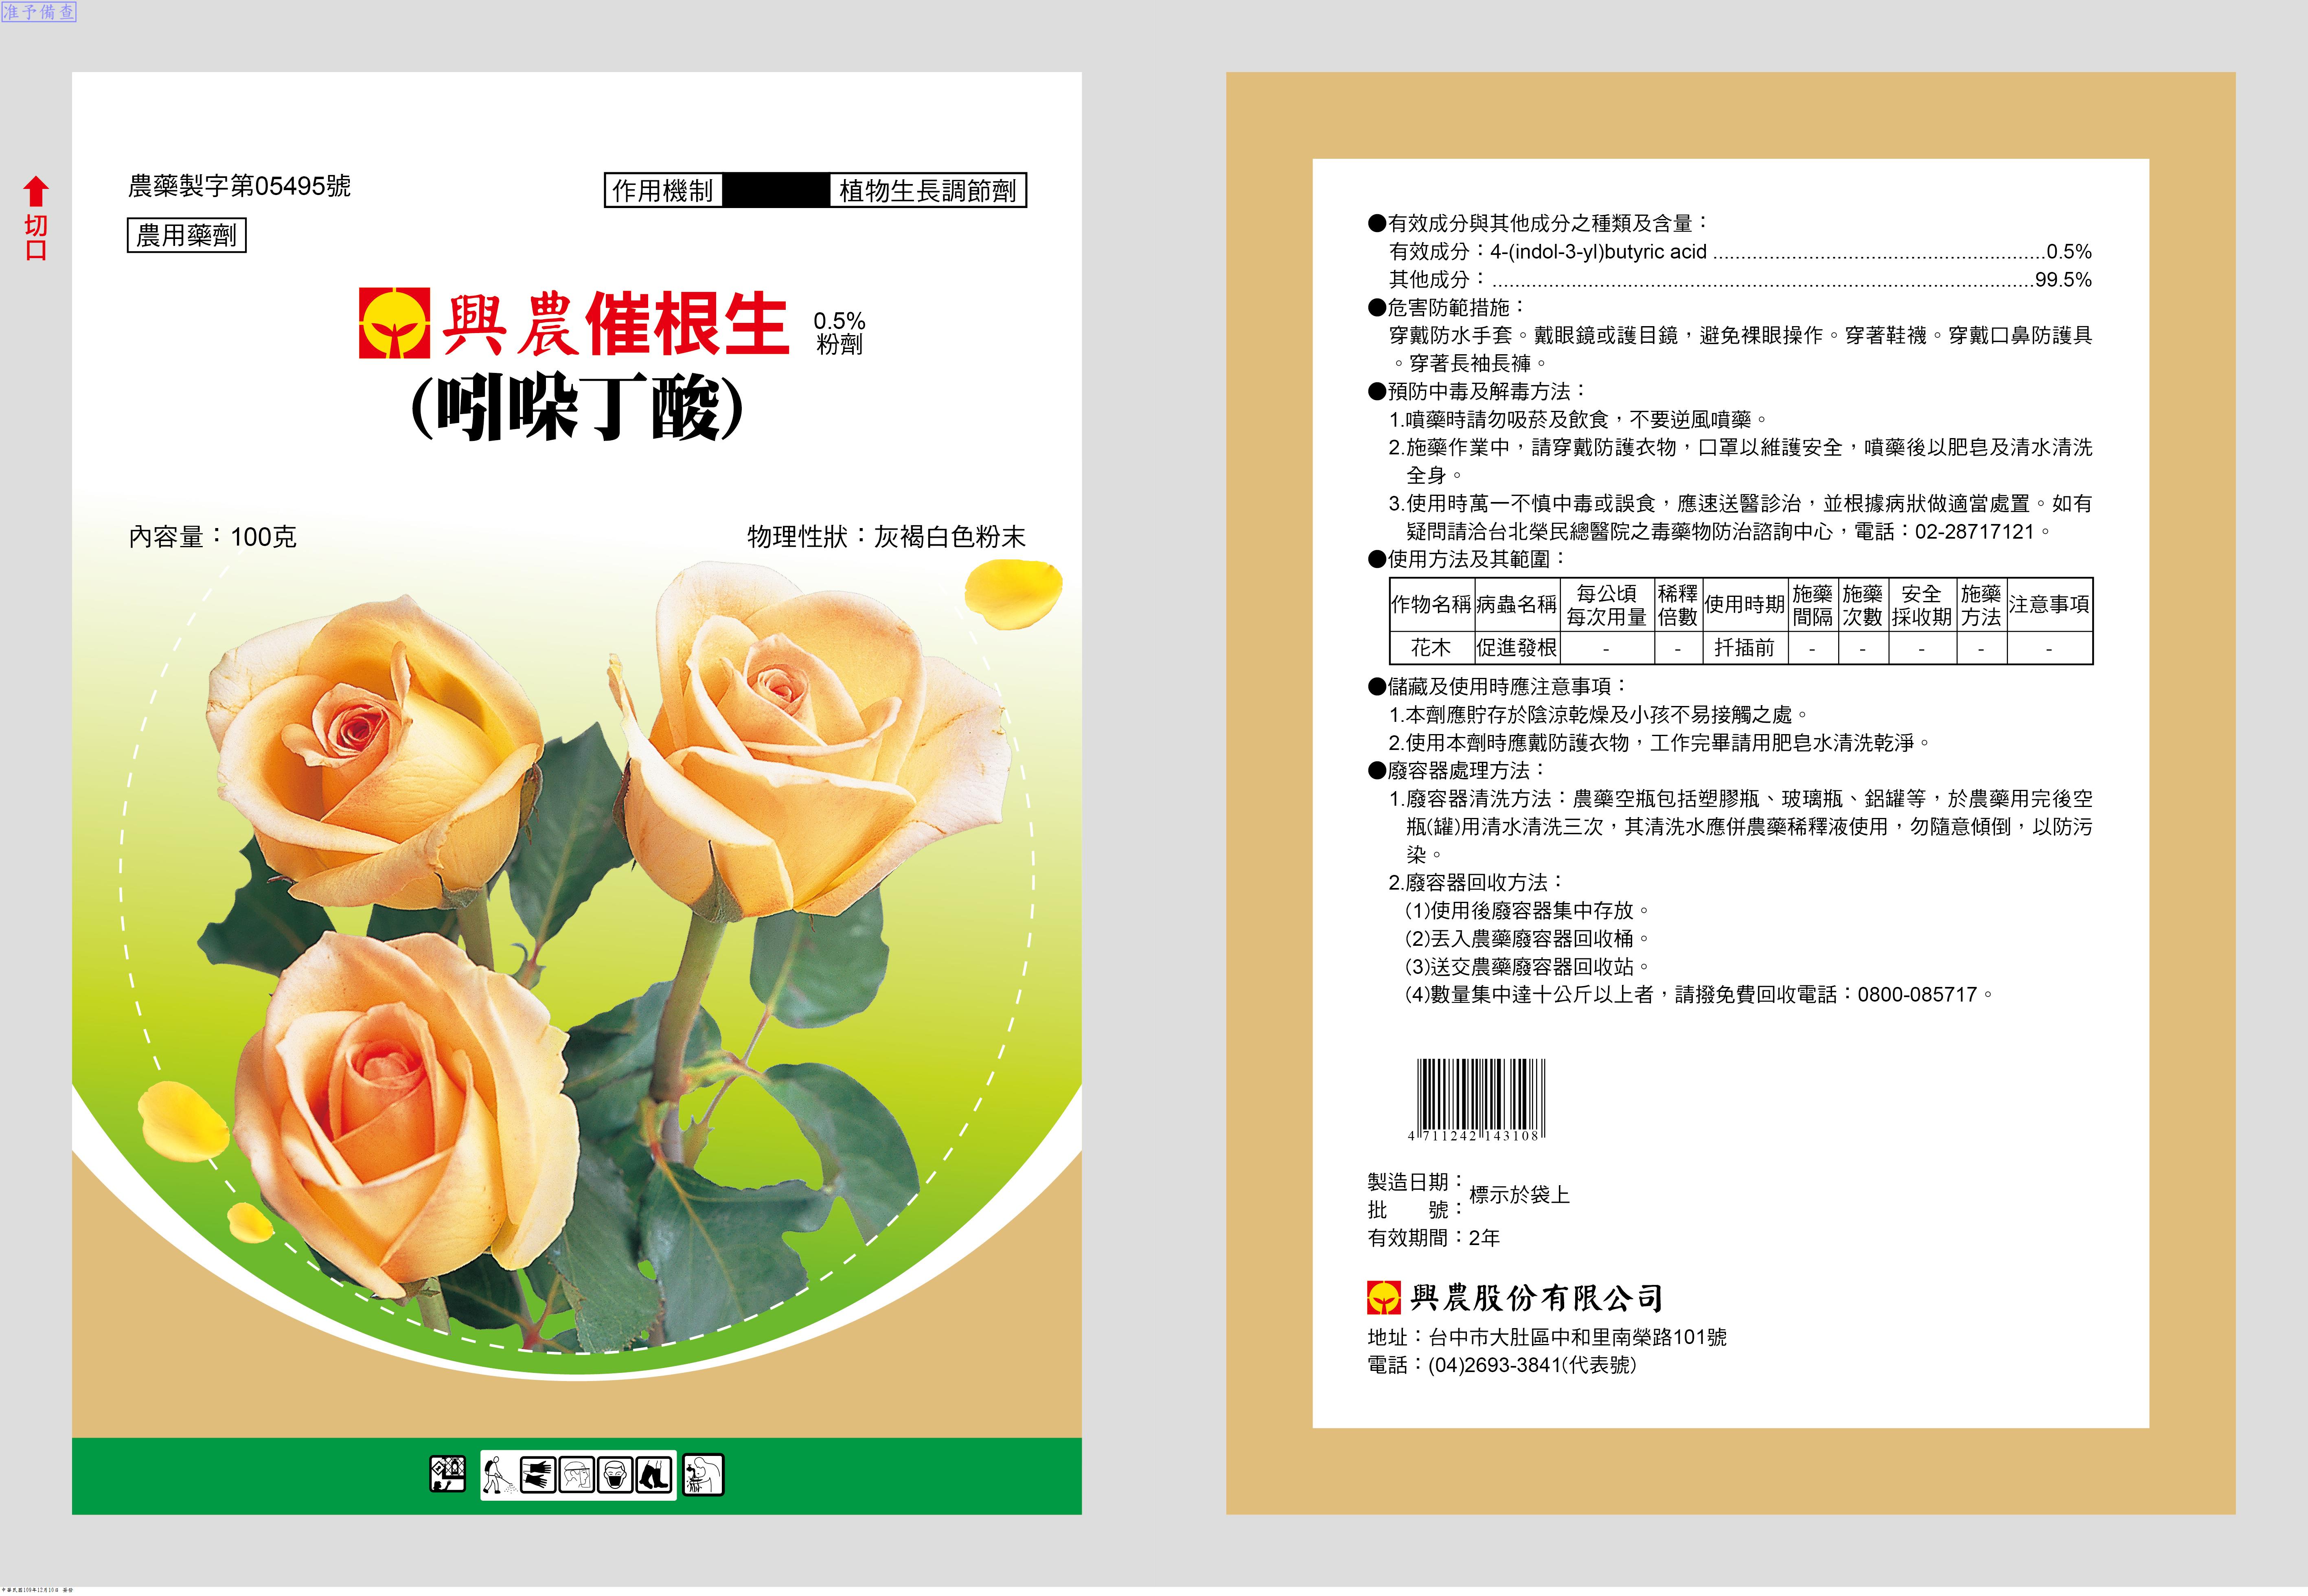 准予備查
切口
農藥製字第05495號
作用機制 植物生長調節劑
農用藥劑
興農催根生
0.5%
粉劑
(吲哚丁酸)
內容量：100克
物理性狀：灰褐白色粉末
●有效成分與其他成分之種類及含量：
有效成分：4-(indol-3-yl)butyric acid ..........................................................0.5%
其他成分：...............................................................................................99.5%
●危害防範措施：
穿戴防水手套。戴眼鏡或護目鏡，避免裸眼操作。穿著鞋襪。穿戴口鼻防護具
。穿著長袖長褲。
●預防中毒及解毒方法：
1.噴藥時請勿吸菸及飲食，不要逆風噴藥。
2.施藥作業中，請穿戴防護衣物，口罩以維護安全，噴藥後以肥皂及清水清洗
全身。
3.使用時萬一不慎中毒或誤食，應速送醫診治，並根據病狀做適當處置。如有
疑問請洽台北榮民總醫院之毒藥物防治諮詢中心，電話：02-28717121。
●使用方法及其範圍：
作物名稱 病蟲名稱 每公頃每次用量 稀釋倍數 使用時期 施藥間隔 施藥次數 安全採收期 施藥方法 注意事項
花木 促進發根 - - 扦插前 - - - - -
●儲藏及使用時應注意事項：
1.本劑應貯存於陰涼乾燥及小孩不易接觸之處。
2.使用本劑時應戴防護衣物，工作完畢請用肥皂水清洗乾淨。
●廢容器處理方法：
1.廢容器清洗方法：農藥空瓶包括塑膠瓶、玻璃瓶、鋁罐等，於農藥用完後空
瓶(罐)用清水清洗三次，其清洗水應併農藥稀釋液使用，勿隨意傾倒，以防污
染。
2.廢容器回收方法：
(1)使用後廢容器集中存放。
(2)丟入農藥廢容器回收桶。
(3)送交農藥廢容器回收站。
(4)數量集中達十公斤以上者，請撥免費回收電話：0800-085717。
4 711242 143108
製造日期：
批　　號：標示於袋上
有效期間：2年
興農股份有限公司
地址：台中市大肚區中和里南榮路101號
電話：(04)2693-3841(代表號)
中華民國109年12月10日